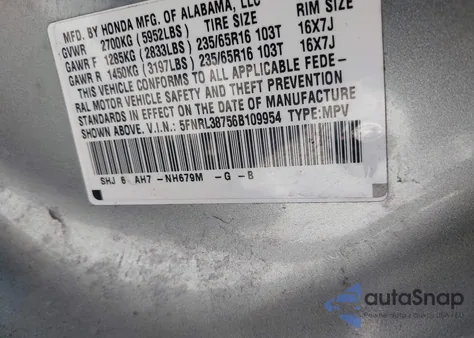 MFD. BY HONDA MFG. OF ALABAMA, LLC
TIRE SIZE RIM SIZE
GVWR 2700KG (5952LBS)
GAWR F 1285KG (2833LBS) 235/65R16 103T 16X7J
GAWR R 1450KG (3197LBS) 235/65R16 103T 16X7J
THIS VEHICLE CONFORMS TO ALL APPLICABLE FEDE-
RAL MOTOR VEHICLE SAFETY AND THEFT PREVENTION
STANDARDS IN EFFECT ON THE DATE OF MANUFACTURE
SHOWN ABOVE. V.I.N.: 5FNRL38756B109954 TYPE:MPV
SHJ 6 AH7 -NH679M -G -B
autaSnap